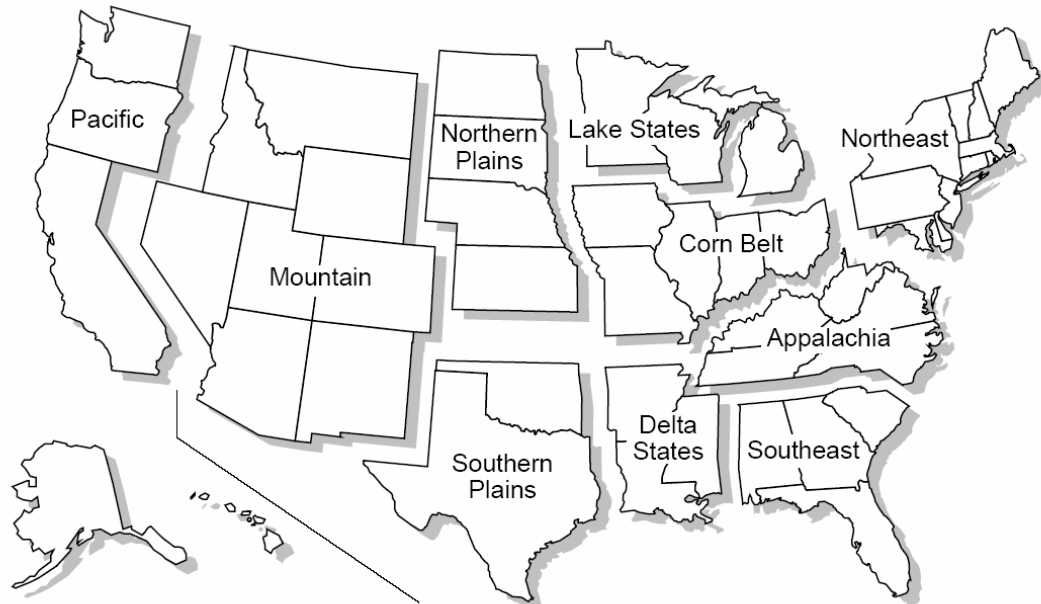 Pacific
Northern
Plains
Lake States
Northeast
Mountain
Corn Belt
Appalachia
Southern
Plains
Delta
States
Southeast